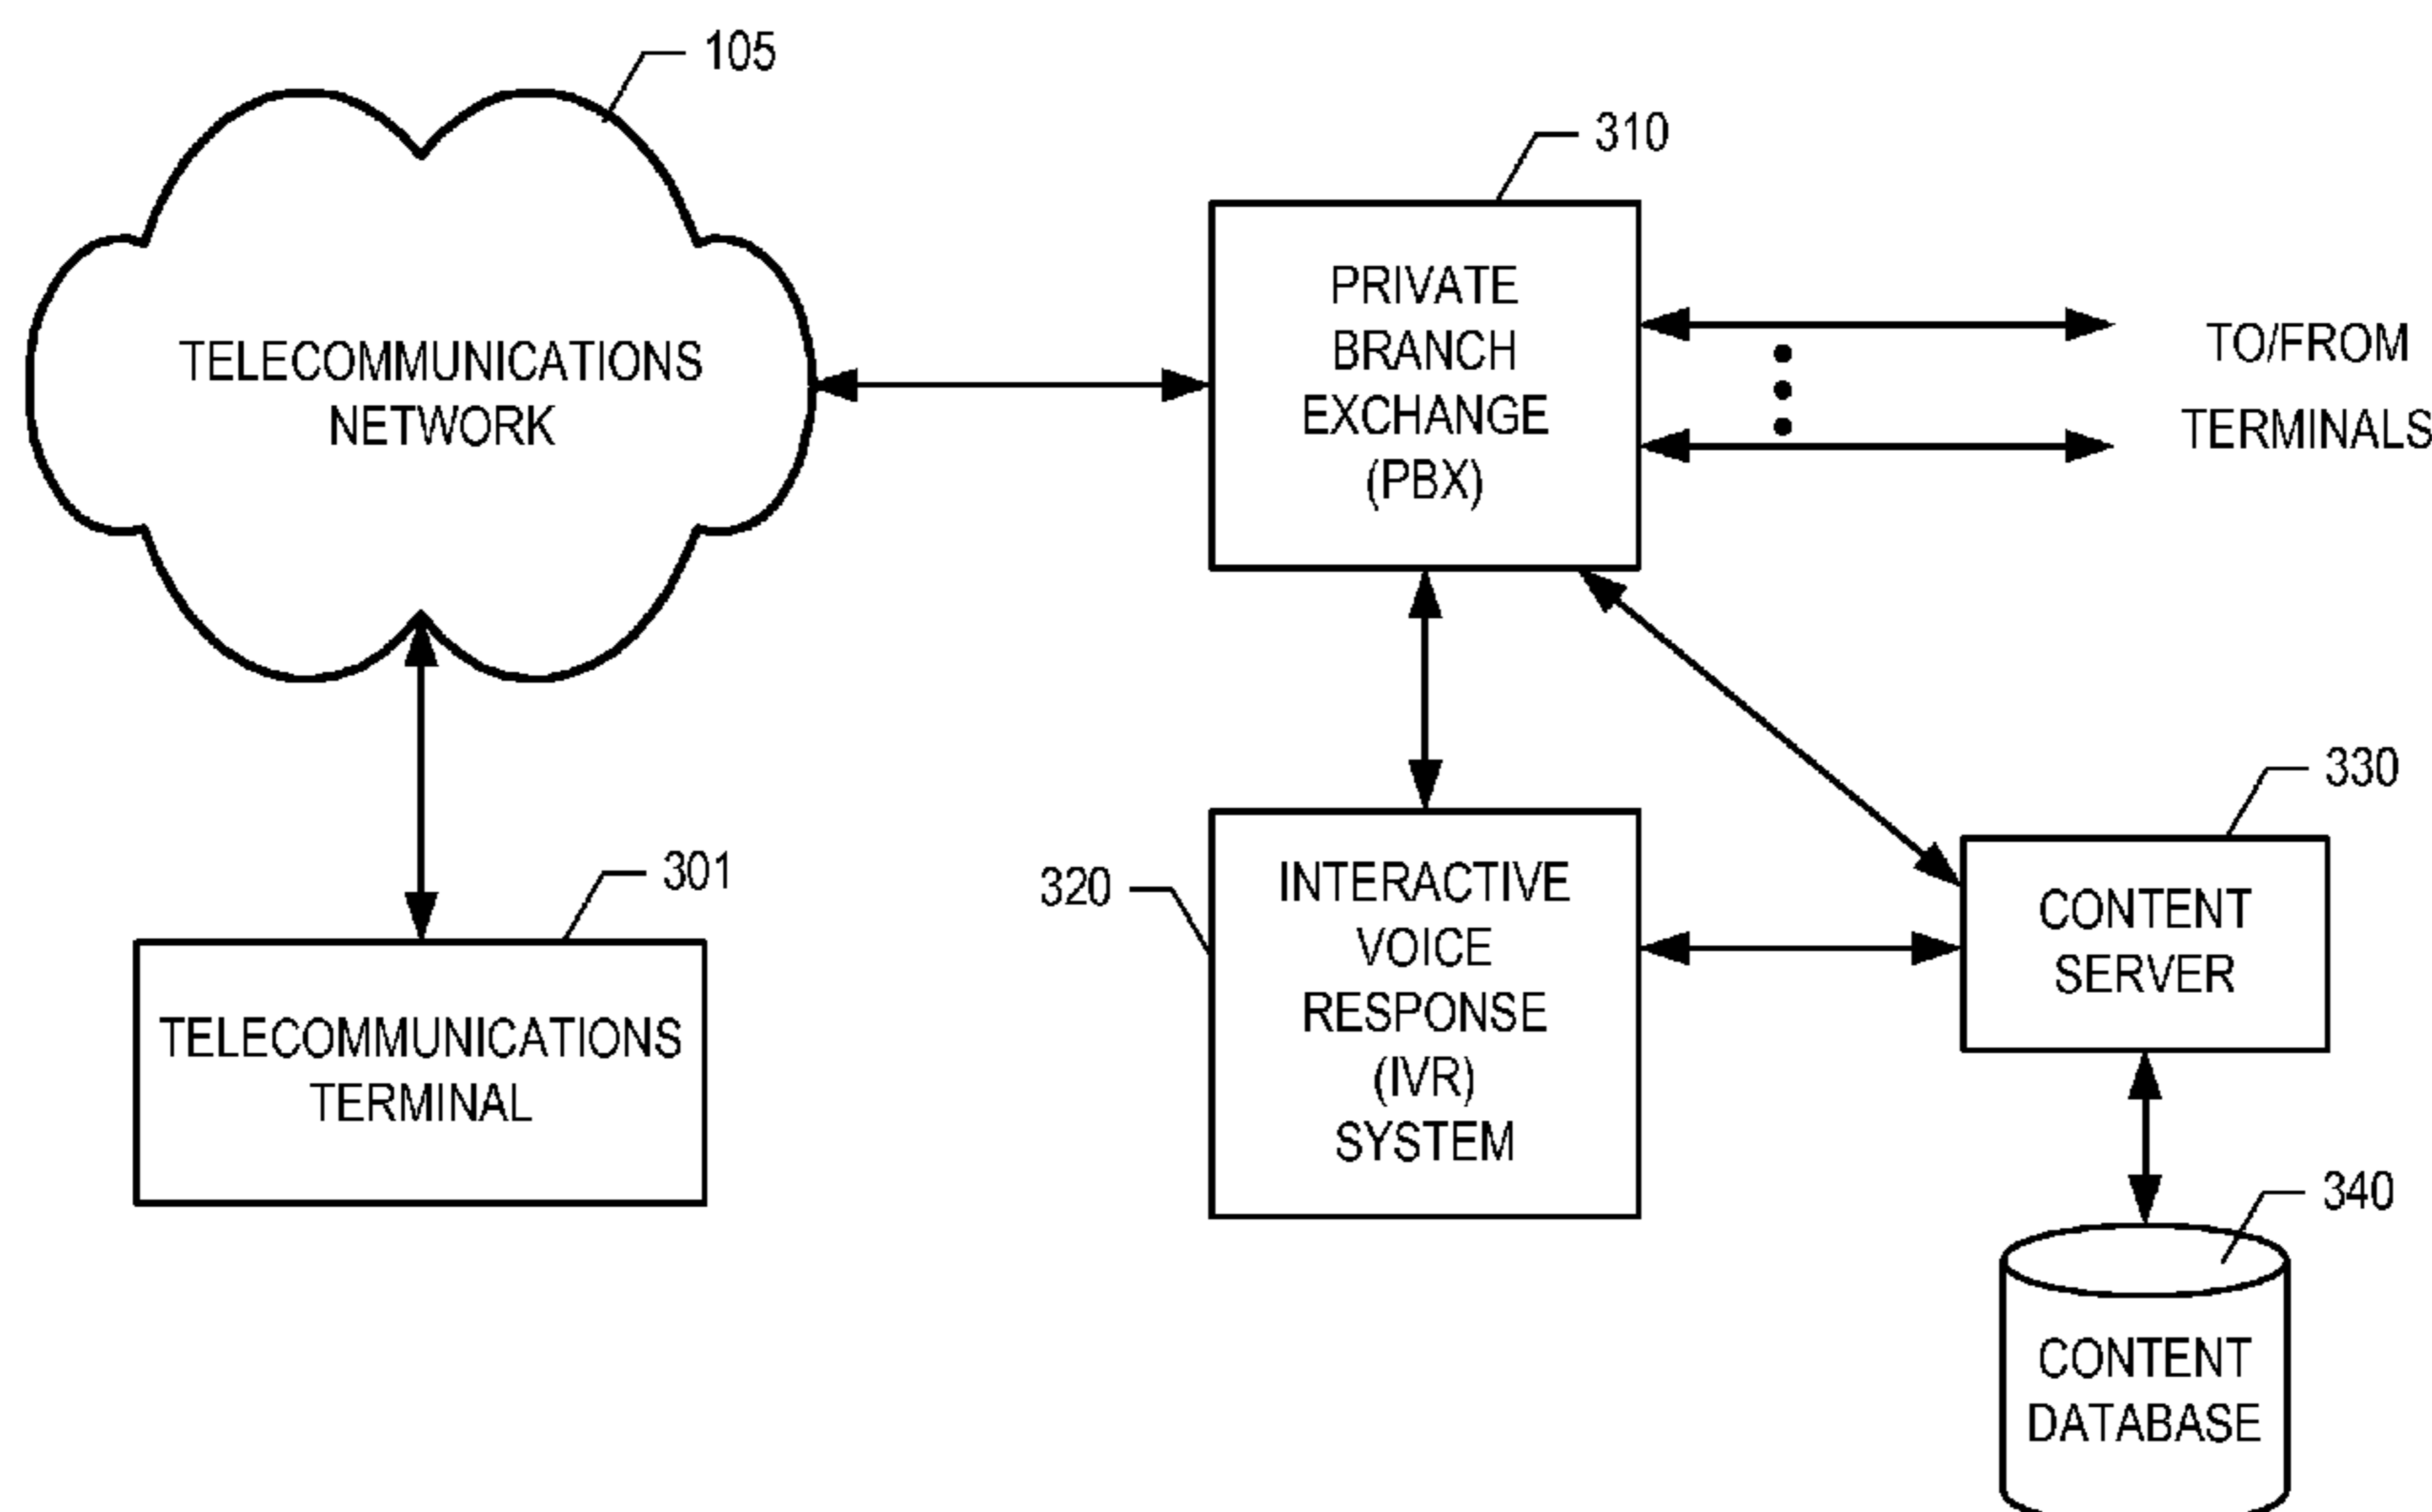 105
TELECOMMUNICATIONS
NETWORK
310
PRIVATE
BRANCH
EXCHANGE
(PBX)
TO/FROM
TERMINALS
301
TELECOMMUNICATIONS
TERMINAL
320
INTERACTIVE
VOICE
RESPONSE
(IVR)
SYSTEM
330
CONTENT
SERVER
340
CONTENT
DATABASE